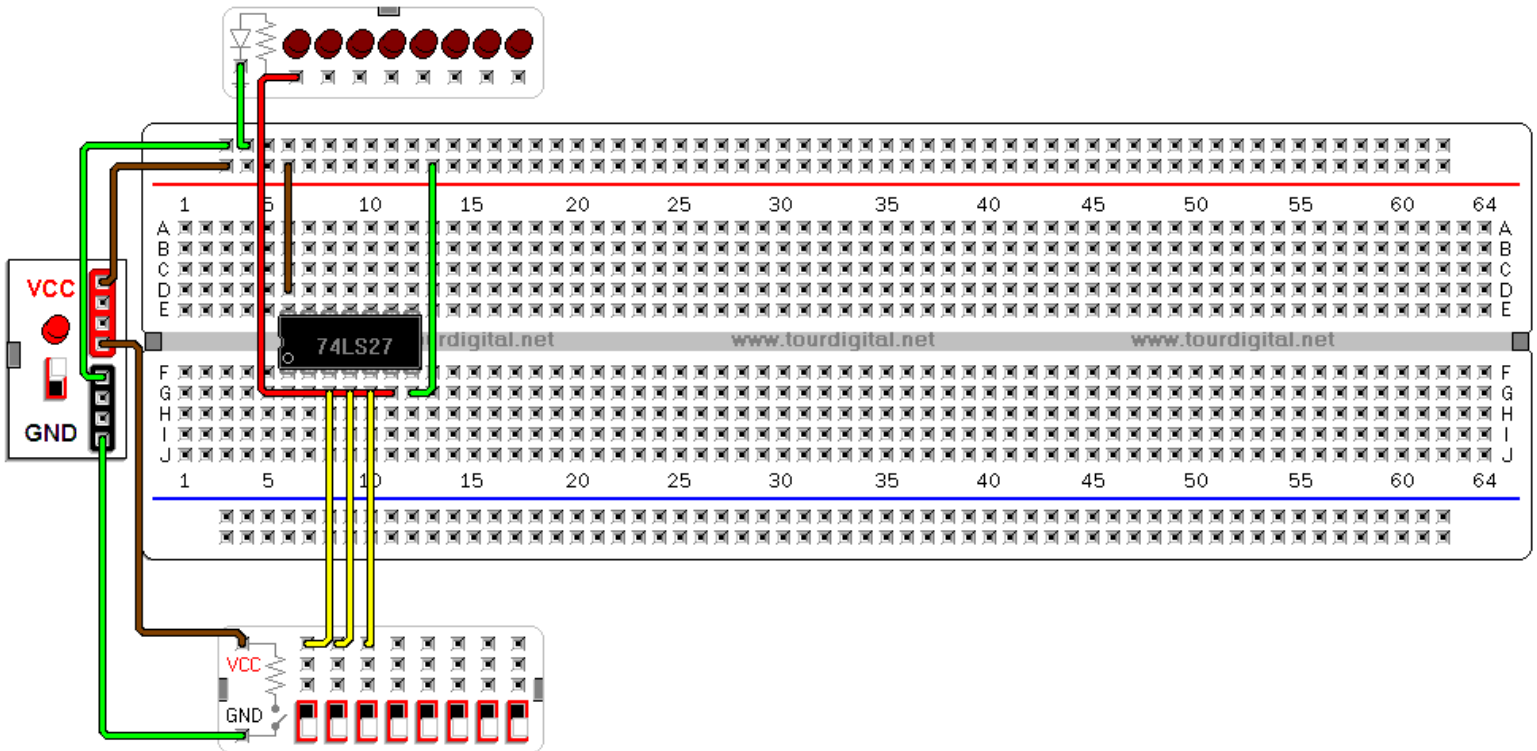 1 5 10 15 20 25 30 35 40 45 50 55 60 64
A A
B B
C C
D D
E E
VCC
74LS27
rdigital.net www.tourdigital.net www.tourdigital.net
F F
G G
H H
I I
J J
GND
1 5 10 15 20 25 30 35 40 45 50 55 60 64
VCC
GND